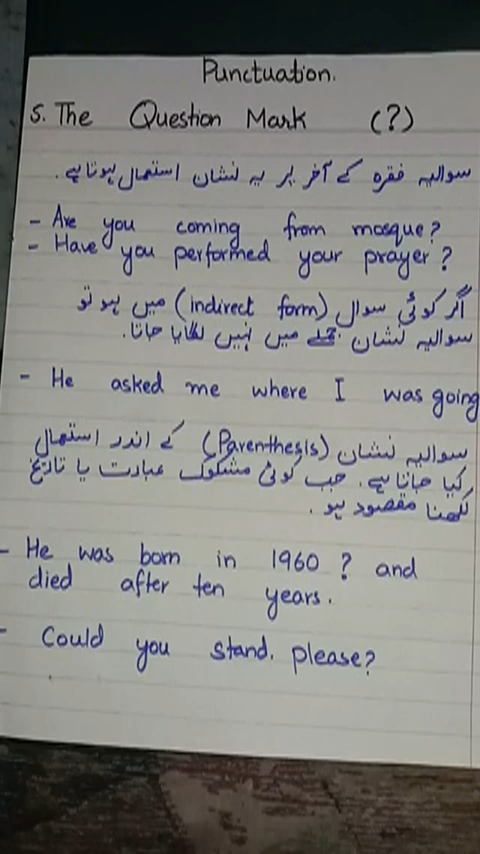 Punctuation.
5. The Question Mark (?)
سوالیہ فقرہ کے آخر پر یہ نشان استعمال ہوتا ہے.
- Are you coming from mosque?
- Have you performed your prayer?
اگر کوئی سوال (indirect form) میں ہو تو
سوالیہ نشان جملے میں نہیں لگایا جاتا.
- He asked me where I was going
سوالیہ نشان (Parenthesis) کے اندر استعمال
کیا جاتا ہے. جب کوئی مشکوک عبارت یا تاریخ
لکھنا مقصود ہو.
- He was born in 1960 ? and
died after ten years.
- Could you stand. please?